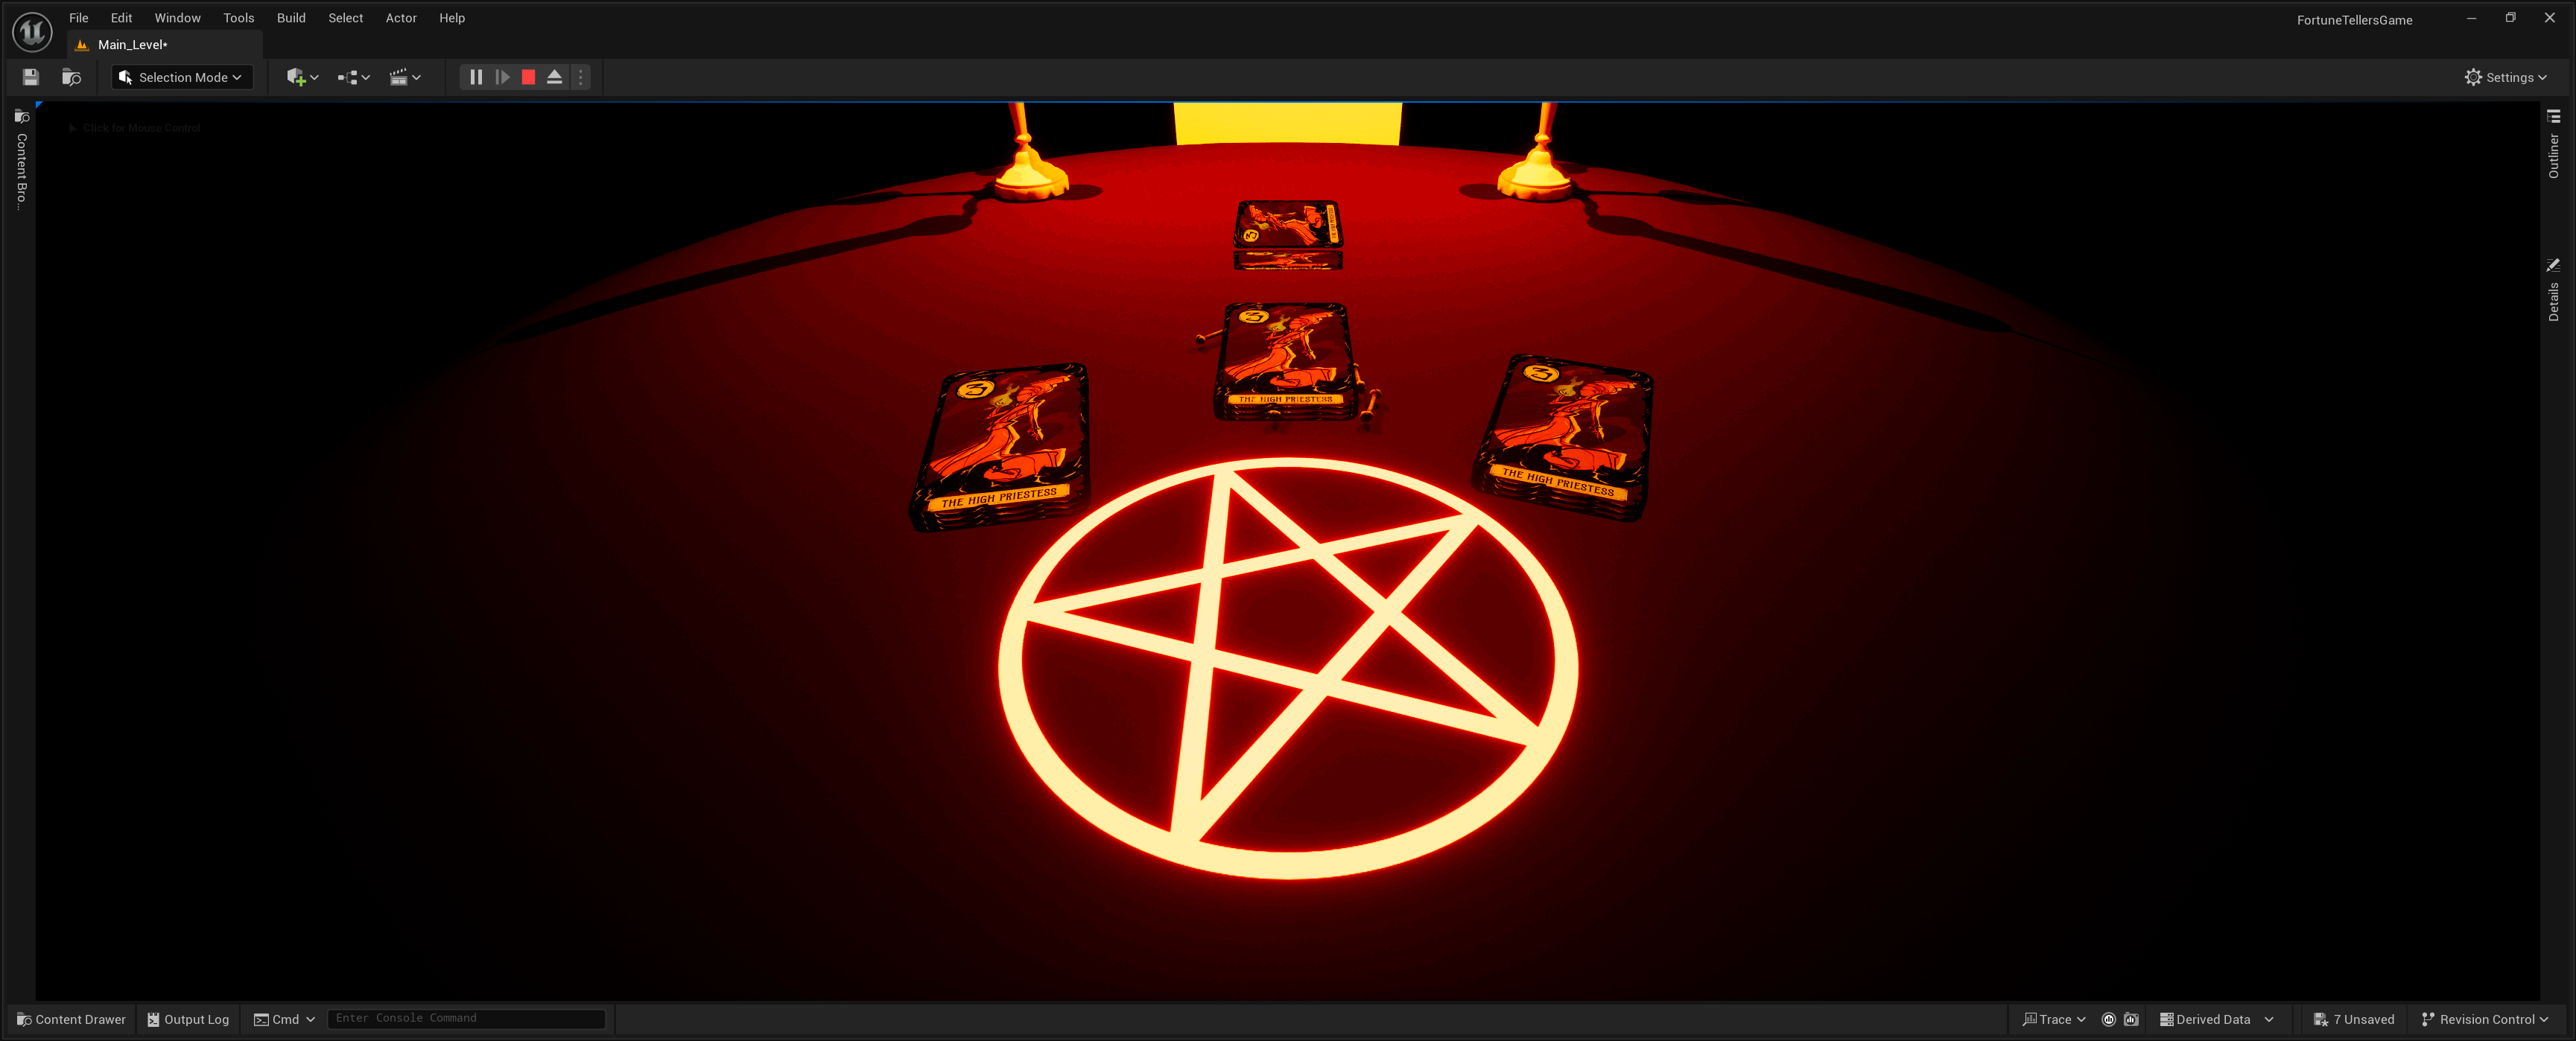 File Edit Window Tools Build Select Actor Help
FortuneTellersGame
Main_Level*
Selection Mode
Settings
Content Bro...
Click for Mouse Control
Outliner
Details
THE HIGH PRIESTESS
THE HIGH PRIESTESS
THE HIGH PRIESTESS
Content Drawer
Output Log
Cmd
Enter Console Command
Trace
Derived Data
7 Unsaved
Revision Control